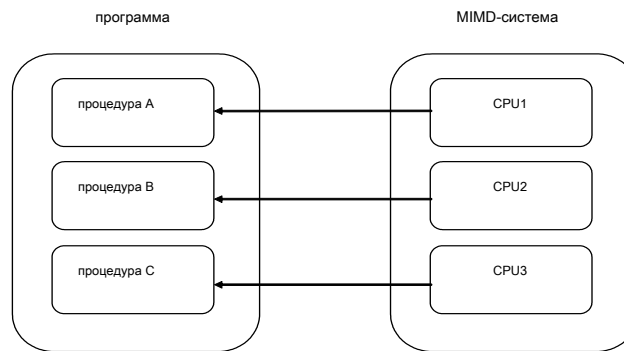 программа
MIMD-система
процедура А
CPU1
процедура В
CPU2
процедура С
CPU3